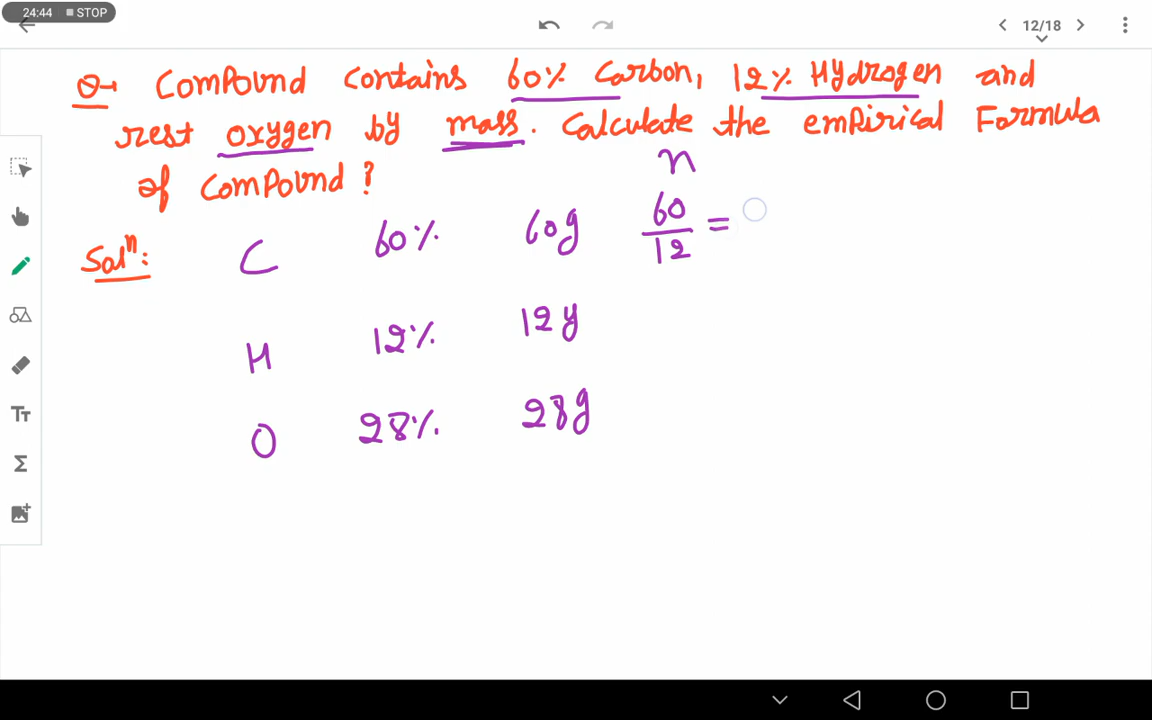 24:44 STOP
12/18
Q→ Compound contains 60% Carbon, 12% Hydrogen and
rest oxygen by mass. Calculate the empirical Formula
of Compound?
n
Solⁿ: C 60% 60g 60/12 =
H 12% 12g
O 28% 28g
Tт
Σ